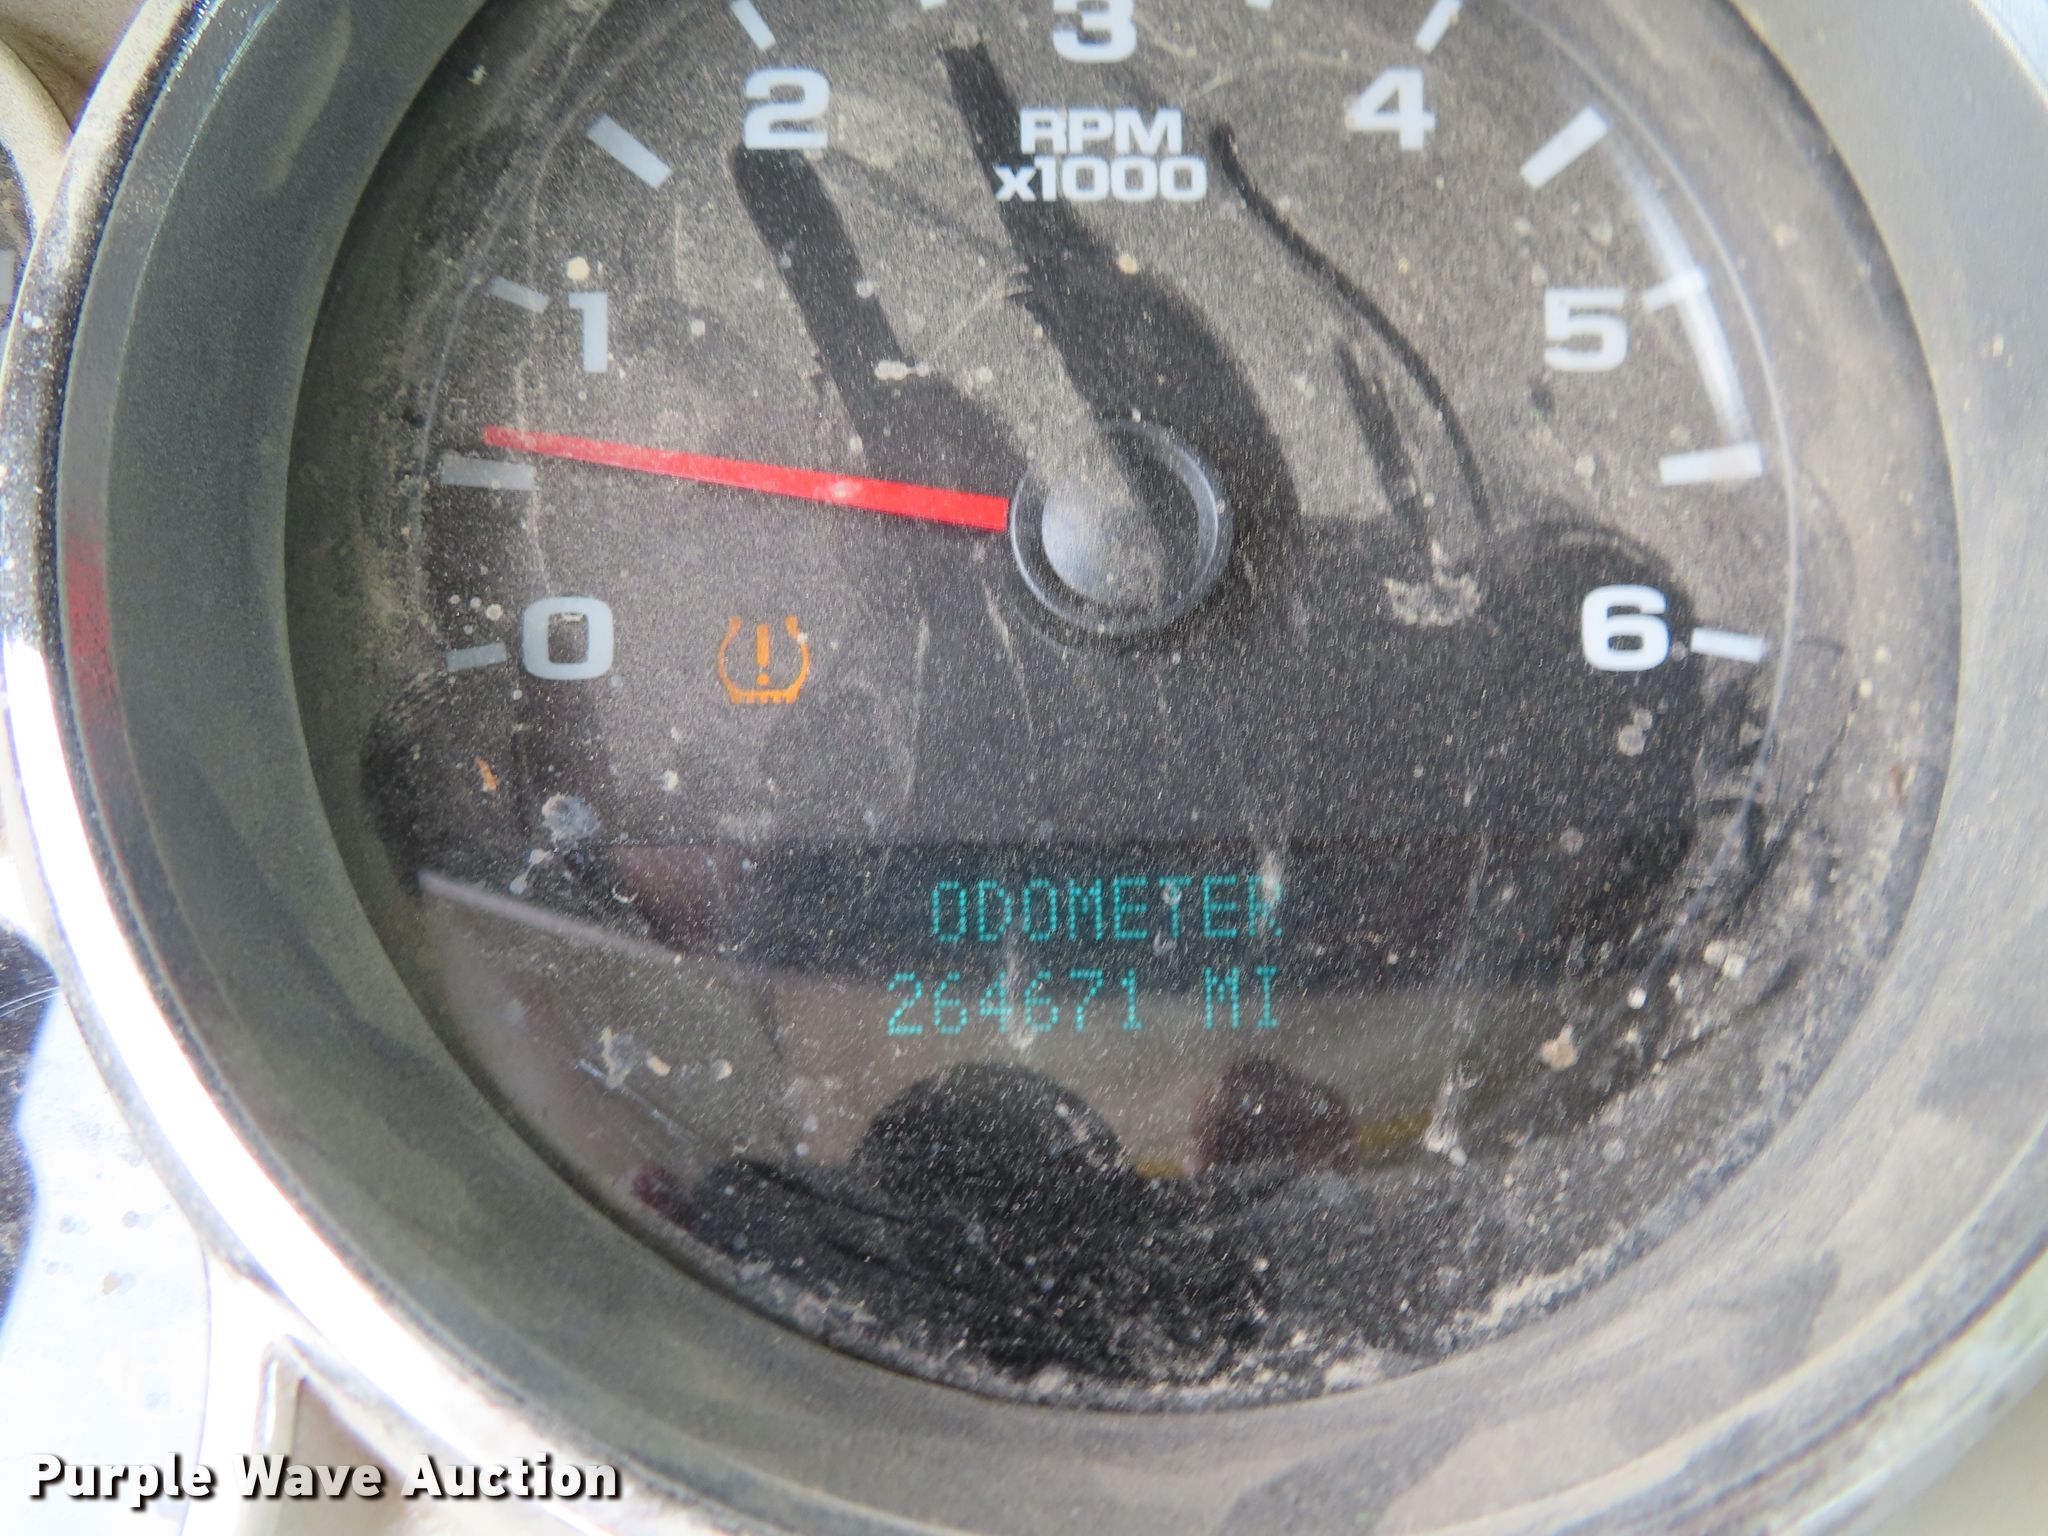 3
2
4
RPM
x1000
1
5
0
6
ODOMETER
264671 MI
Purple Wave Auction